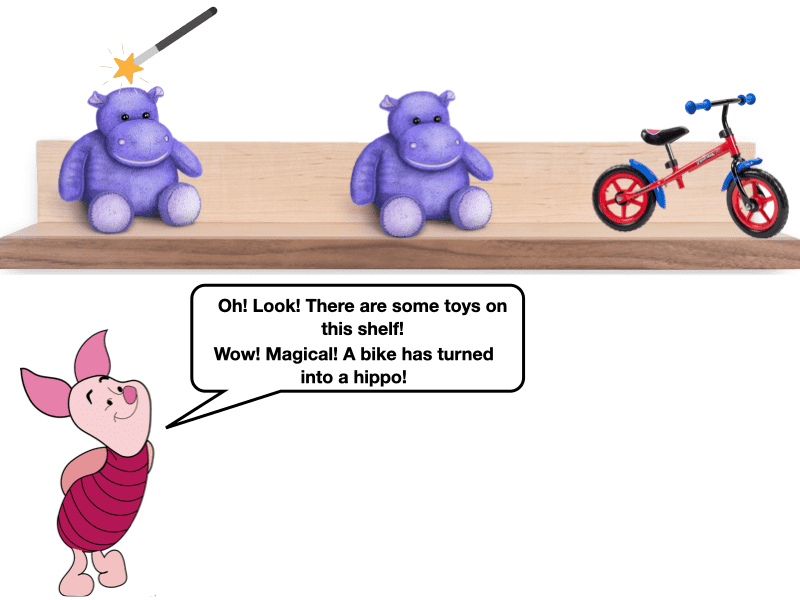 Oh! Look! There are some toys on
this shelf!
Wow! Magical! A bike has turned
into a hippo!